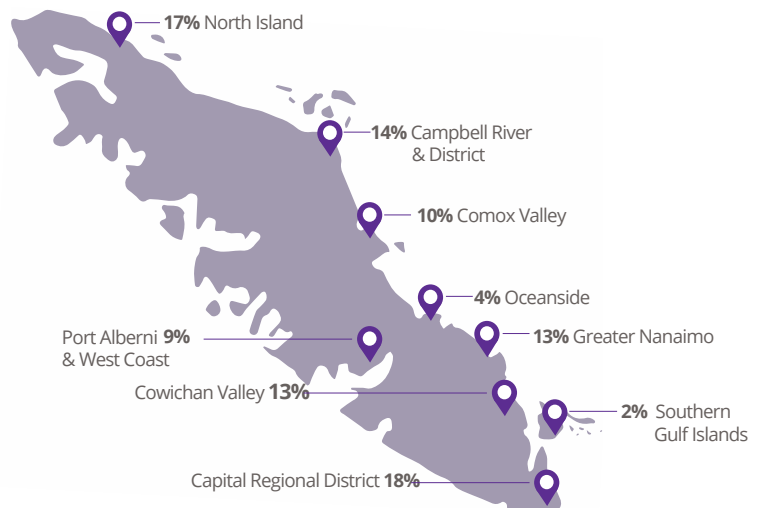 17% North Island
14% Campbell River
& District
10% Comox Valley
4% Oceanside
13% Greater Nanaimo
Port Alberni 9%
& West Coast
Cowichan Valley 13%
2% Southern
Gulf Islands
Capital Regional District 18%